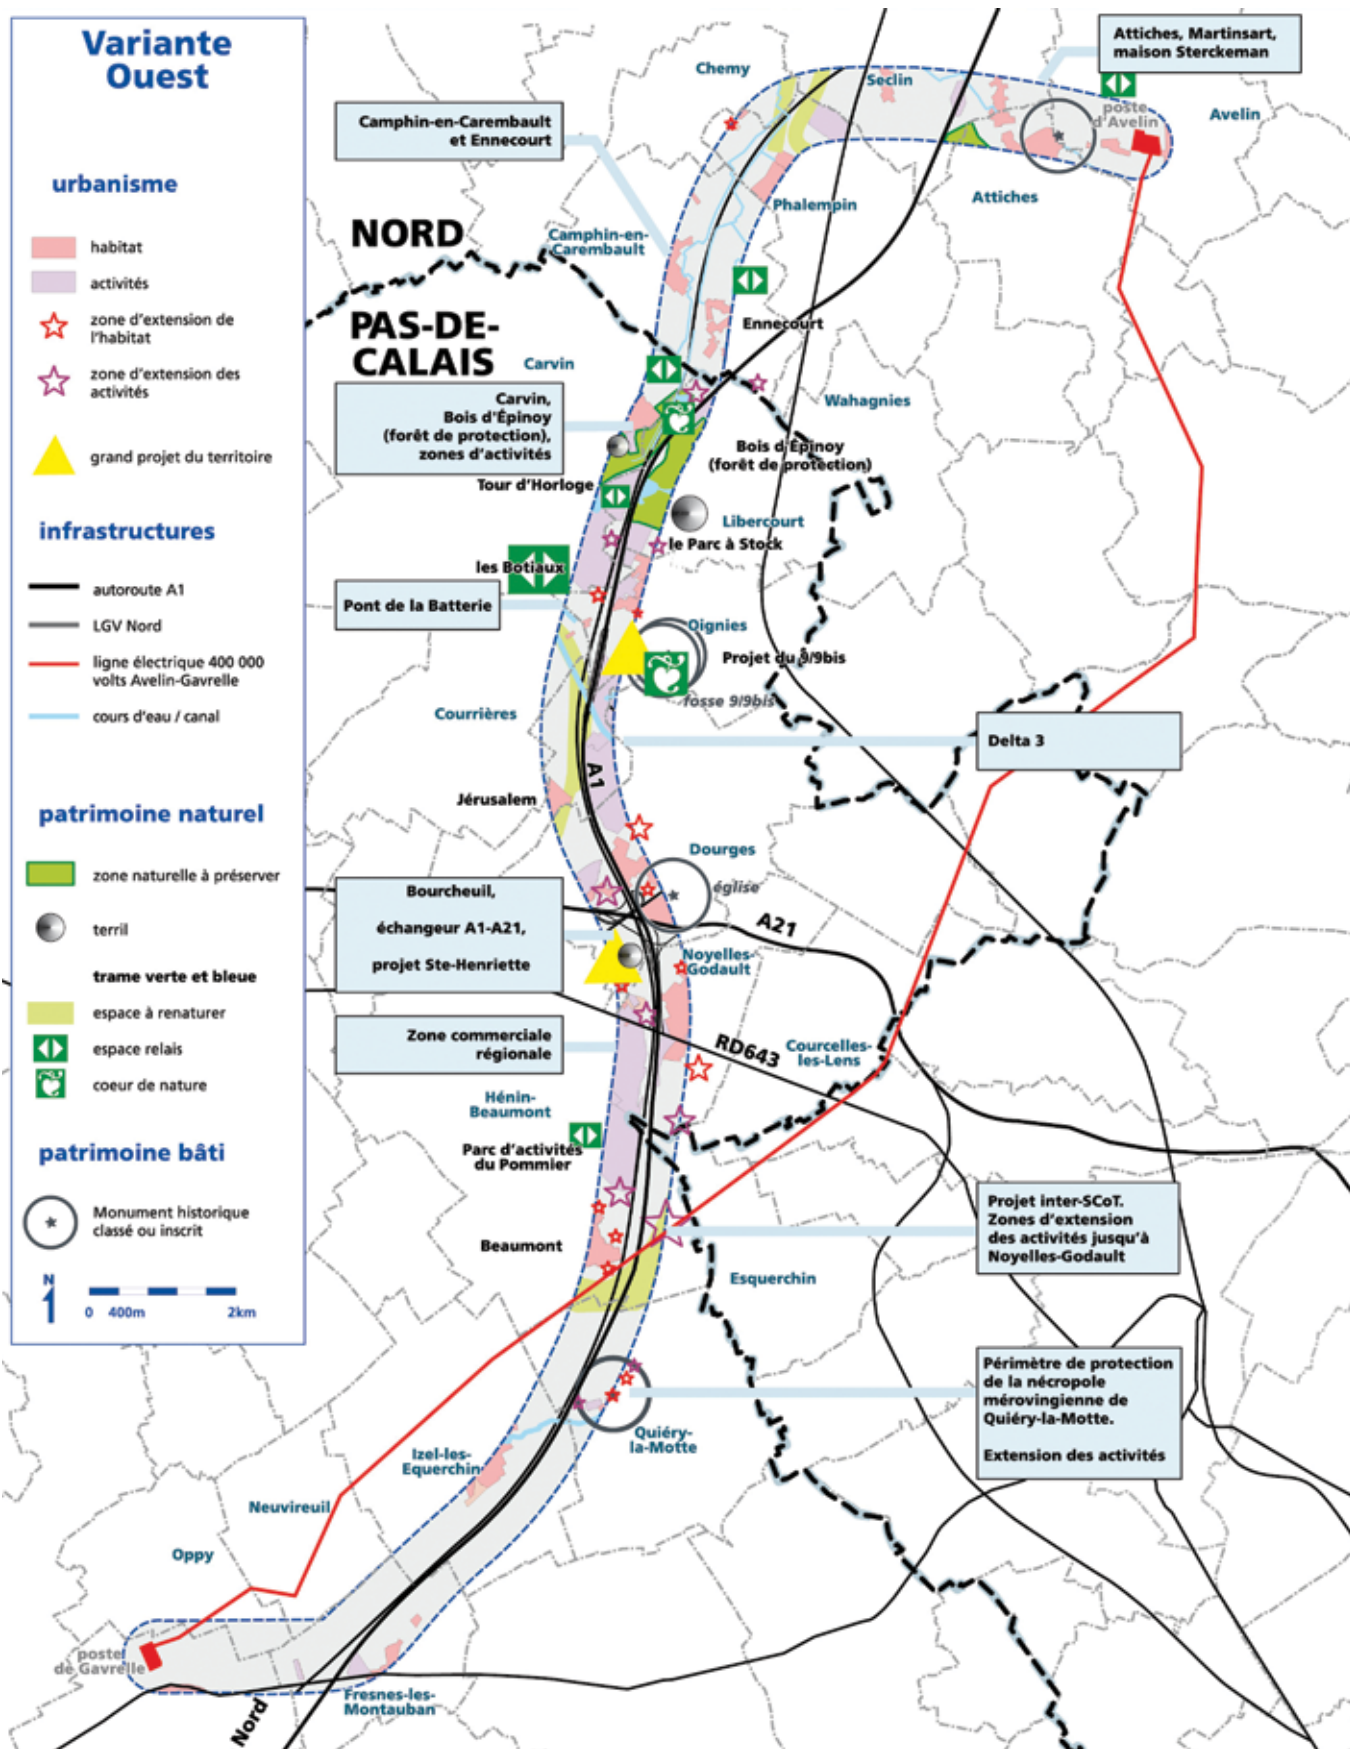 Variante
Ouest
urbanisme
habitat
activités
zone d'extension de
l'habitat
zone d'extension des
activités
grand projet du territoire
infrastructures
autoroute A1
LGV Nord
ligne électrique 400 000
volts Avelin-Gavrelle
cours d'eau / canal
patrimoine naturel
zone naturelle à préserver
terril
trame verte et bleue
espace à renaturer
espace relais
coeur de nature
patrimoine bâti
Monument historique
classé ou inscrit
N
0 400m 2km
Attiches, Martinsart,
maison Sterckeman
Chemy
Seclin
poste
d'Avelin
Avelin
Camphin-en-Carembault
et Ennecourt
Attiches
Phalempin
NORD
Camphin-en-
Carembault
PAS-DE-
CALAIS
Ennecourt
Carvin
Wahagnies
Carvin,
Bois d'Épinoy
(forêt de protection),
zones d'activités
Bois d'Épinoy
(forêt de protection)
Tour d'Horloge
Libercourt
le Parc à Stock
les Botiaux
Pont de la Batterie
Oignies
Projet du 9/9bis
fosse 9/9bis
Courrières
Delta 3
A1
Jérusalem
Dourges
église
Bourcheuil,
échangeur A1-A21,
projet Ste-Henriette
A21
Noyelles-
Godault
Zone commerciale
régionale
RD643
Courcelles-
les-Lens
Hénin-
Beaumont
Parc d'activités
du Pommier
Projet inter-SCoT.
Zones d'extension
des activités jusqu'à
Noyelles-Godault
Beaumont
Esquerchin
Périmètre de protection
de la nécropole
mérovingienne de
Quiéry-la-Motte.
Extension des activités
Quiéry-
la-Motte
Izel-les-
Equerchin
Neuvireuil
Oppy
poste
de Gavrelle
Fresnes-les-
Montauban
Nord